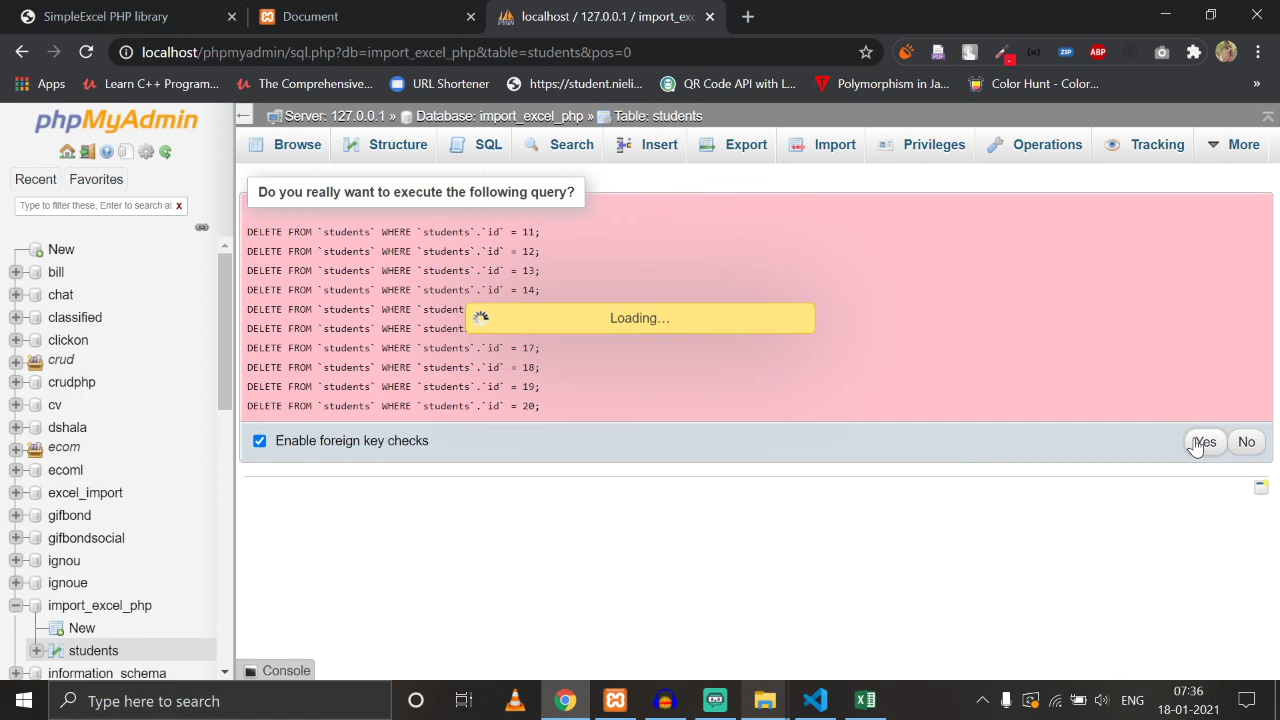 SimpleExcel PHP library
Document
localhost / 127.0.0.1 / import_exc
localhost/phpmyadmin/sql.php?db=import_excel_php&table=students&pos=0
Apps
Learn C++ Program...
The Comprehensive...
URL Shortener
https://student.nieli...
QR Code API with L...
Polymorphism in Ja...
Color Hunt - Color...
»
phpMyAdmin
Recent
Favorites
Type to filter these, Enter to search al
X
New
bill
chat
classified
clickon
crud
crudphp
cv
dshala
ecom
ecoml
excel_import
gifbond
gifbondsocial
ignou
ignoue
import_excel_php
New
students
information_schema
Server: 127.0.0.1 » Database: import_excel_php » Table: students
Browse
Structure
SQL
Search
Insert
Export
Import
Privileges
Operations
Tracking
More
Do you really want to execute the following query?
DELETE FROM `students` WHERE `students`.`id` = 11;
DELETE FROM `students` WHERE `students`.`id` = 12;
DELETE FROM `students` WHERE `students`.`id` = 13;
DELETE FROM `students` WHERE `students`.`id` = 14;
DELETE FROM `students` WHERE `student
DELETE FROM `students` WHERE `student
DELETE FROM `students` WHERE `students`.`id` = 17;
DELETE FROM `students` WHERE `students`.`id` = 18;
DELETE FROM `students` WHERE `students`.`id` = 19;
DELETE FROM `students` WHERE `students`.`id` = 20;
Loading…
Enable foreign key checks
Yes
No
Console
Type here to search
ENG
07:36
18-01-2021